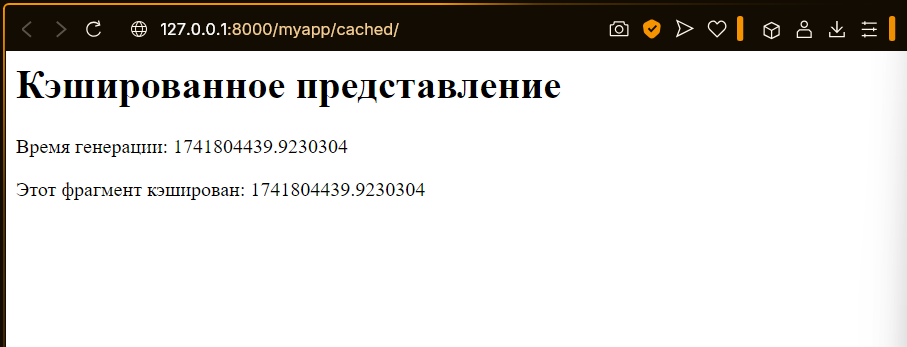 127.0.0.1:8000/myapp/cached/
Кэшированное представление
Время генерации: 1741804439.9230304
Этот фрагмент кэширован: 1741804439.9230304